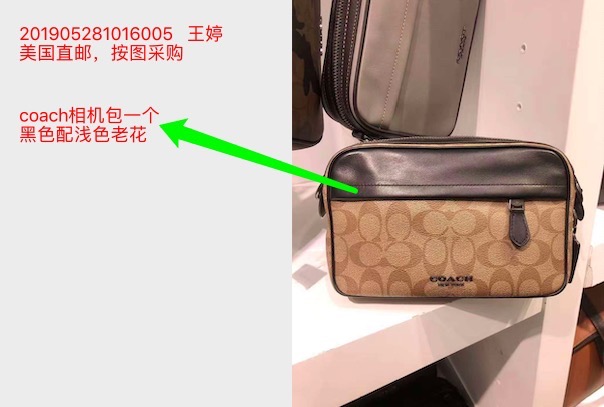 201905281016005 王婷
美国直邮，按图采购
coach相机包一个
黑色配浅色老花
COACH
COACH
NEW YORK